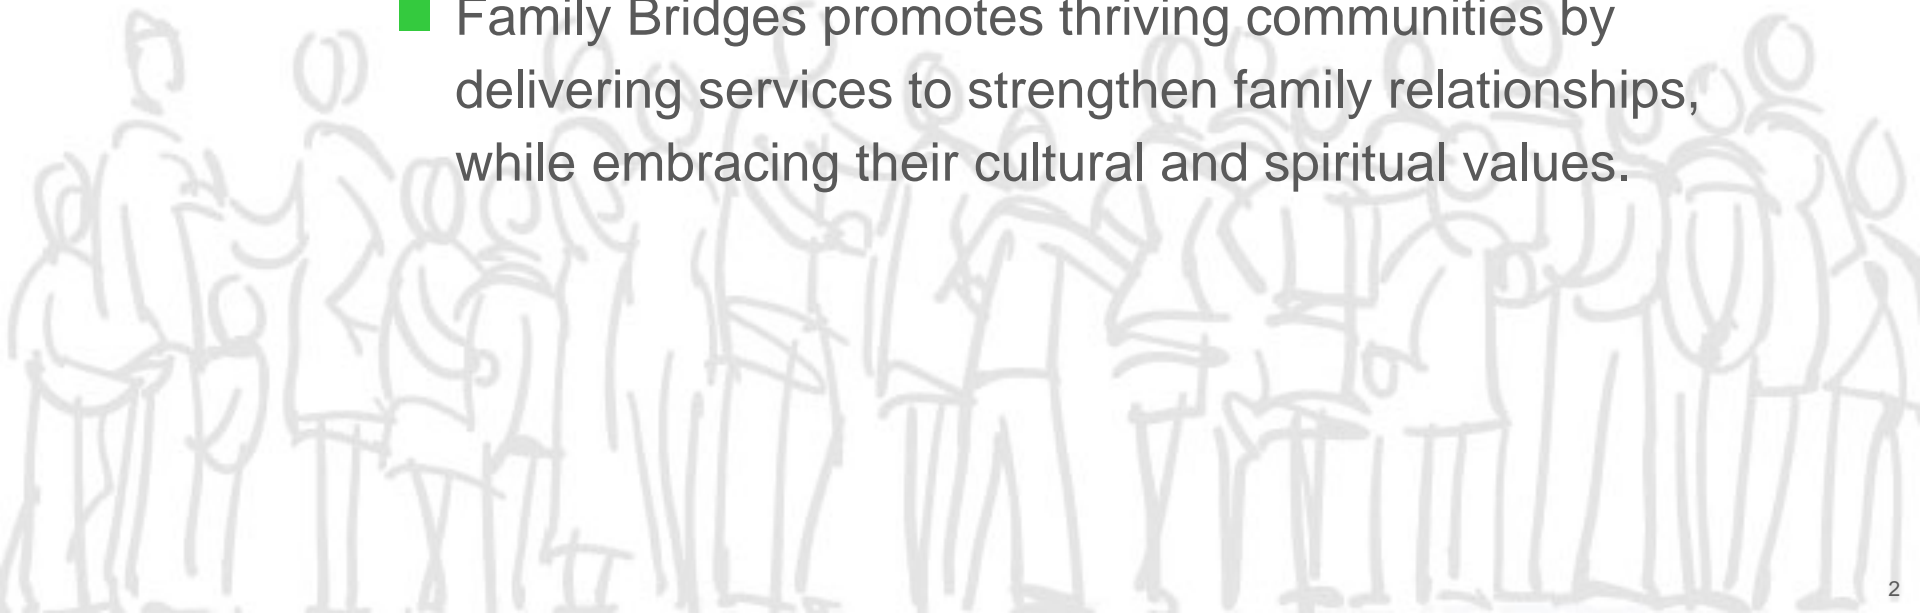 Family Bridges promotes thriving communities by
delivering services to strengthen family relationships,
while embracing their cultural and spiritual values.
2